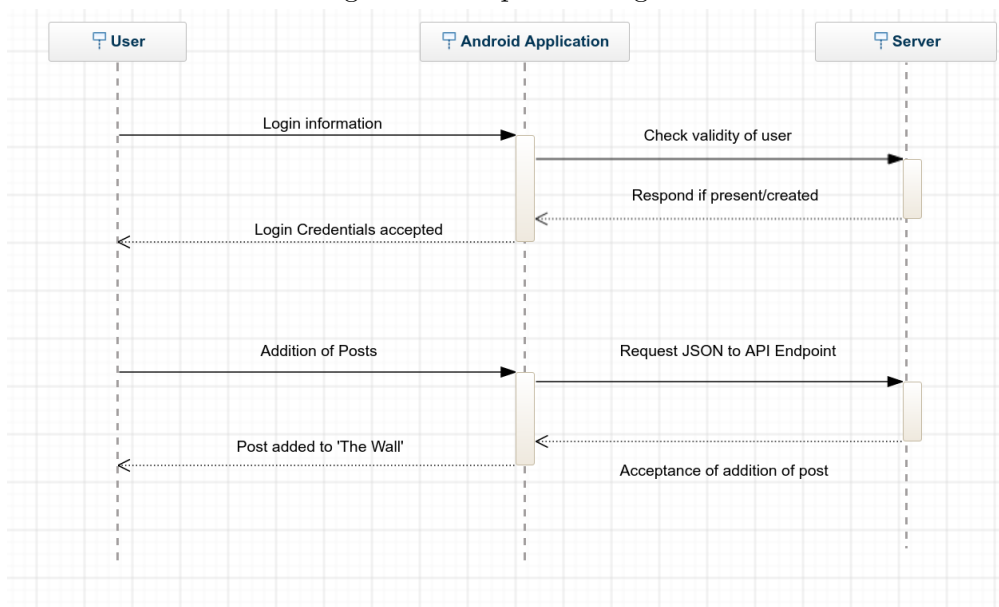 User
Android Application
Server
Login information
Check validity of user
Respond if present/created
Login Credentials accepted
Addition of Posts
Request JSON to API Endpoint
Post added to 'The Wall'
Acceptance of addition of post